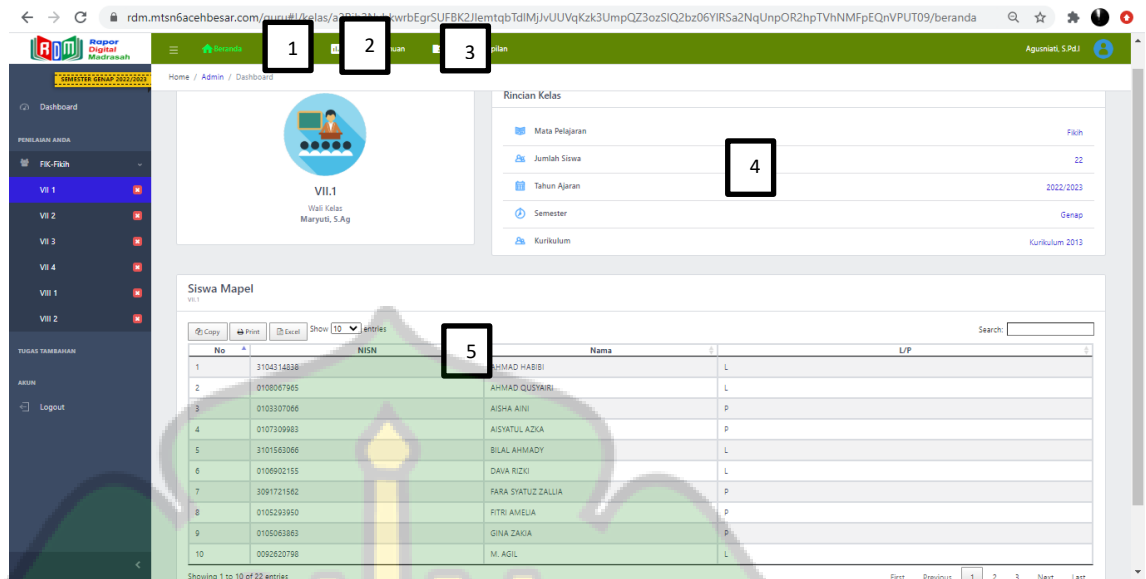 rdm.mtsn6acehbesar.com/guru#!/kelas/
RDM Rapor Digital Madrasah
Beranda
1
2
3
Agusniati, S.Pd.I
SEMESTER GENAP 2022/2023
Home / Admin / Dashboard
Dashboard
PENILAIAN ANDA
FIK-Fikih
VII 1
VII 2
VII 3
VII 4
VIII 1
VIII 2
TUGAS TAMBAHAN
AKUN
Logout
VII.1
Wali Kelas
Maryuti, S.Ag
Rincian Kelas
Mata Pelajaran Fikih
Jumlah Siswa 22
4
Tahun Ajaran 2022/2023
Semester Genap
Kurikulum Kurikulum 2013
Siswa Mapel
VII.1
Copy Print Excel Show 10 entries Search:
5
No NISN Nama L/P
1 3104314838 AHMAD HABIBI L
2 0108067965 AHMAD QUSYAIRI L
3 0103307066 AISHA AINI P
4 0107309983 AISYATUL AZKA P
5 3101563066 BILAL AHMADY L
6 0106902155 DAVA RIZKI L
7 3091721562 FARA SYATUZ ZALLIA P
8 0105293950 FITRI AMELIA P
9 0105063863 GINA ZAKIA P
10 0092620798 M. AGIL L
Showing 1 to 10 of 22 entries First Previous 1 2 3 Next Last